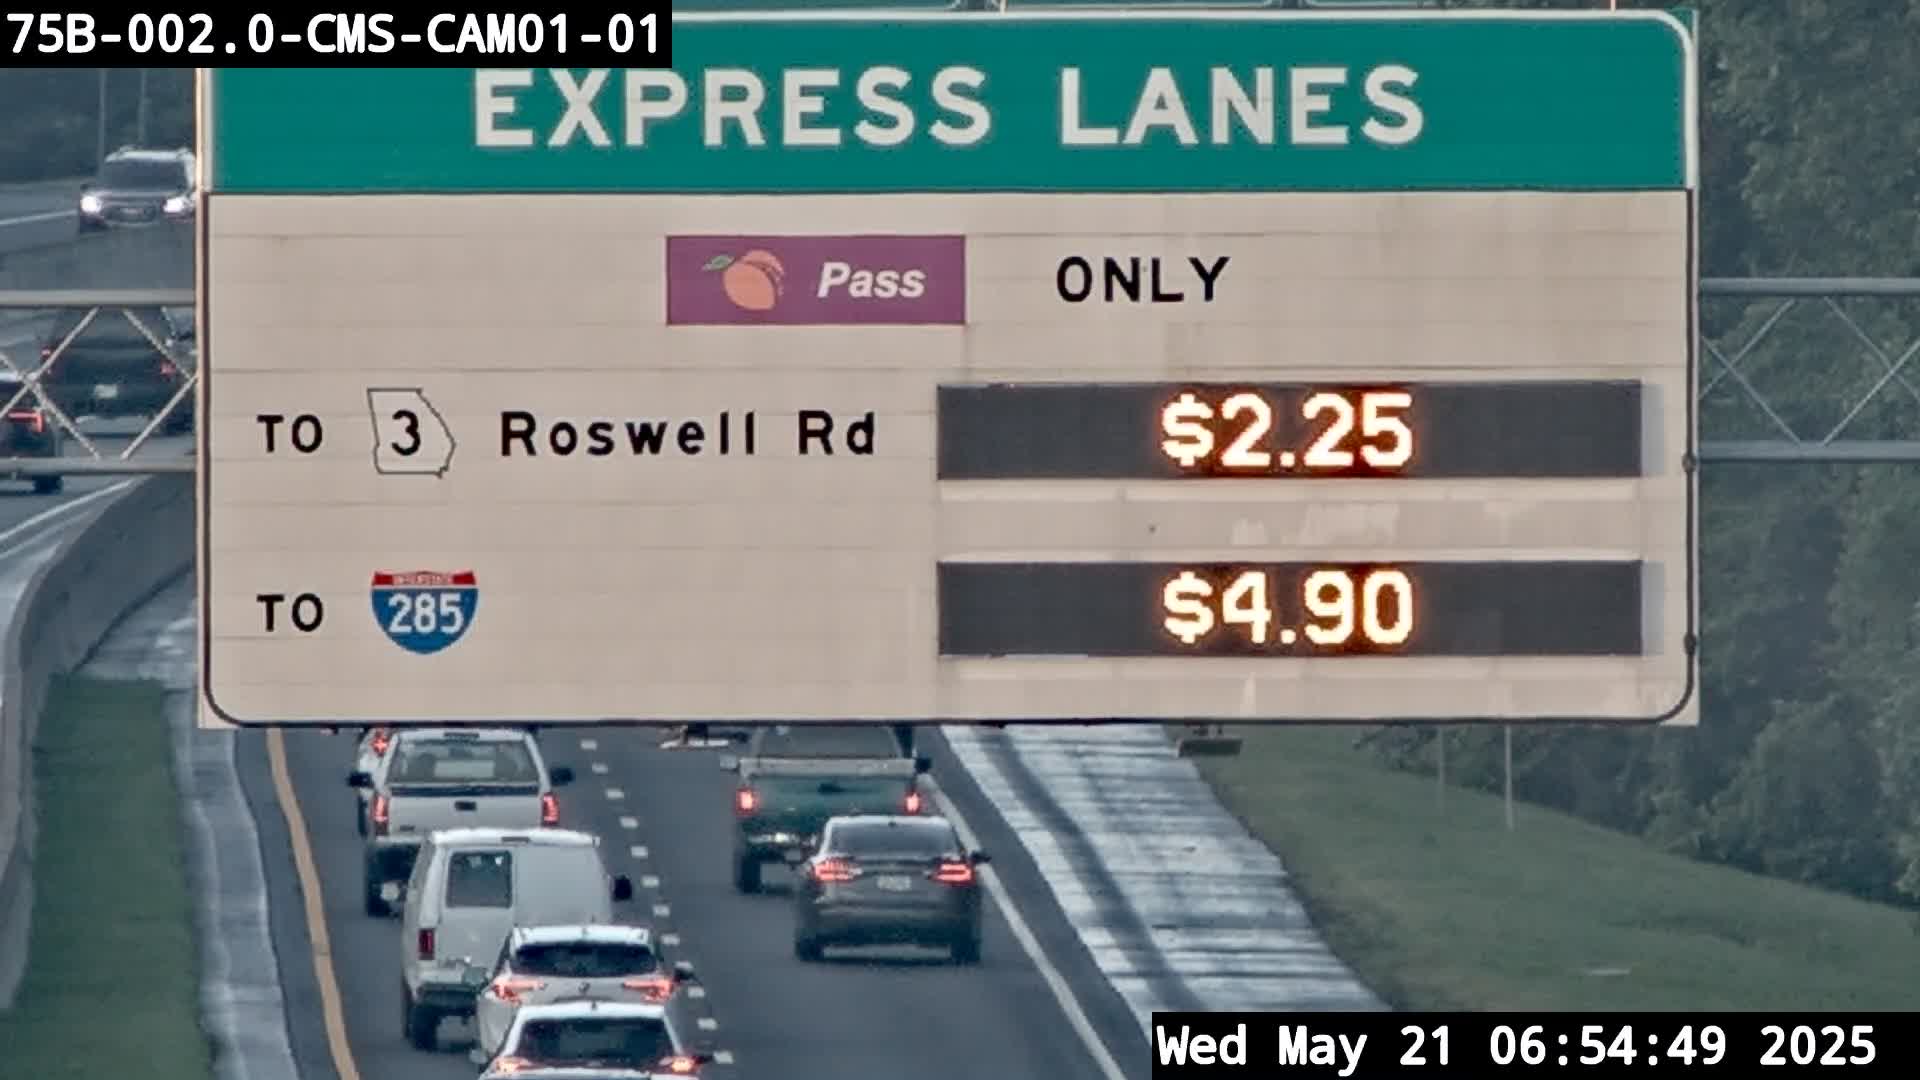 75B-002.0-CMS-CAM01-01
EXPRESS LANES
Pass ONLY
TO 3 Roswell Rd $2.25
TO INTERSTATE 285 $4.90
Wed May 21 06:54:49 2025